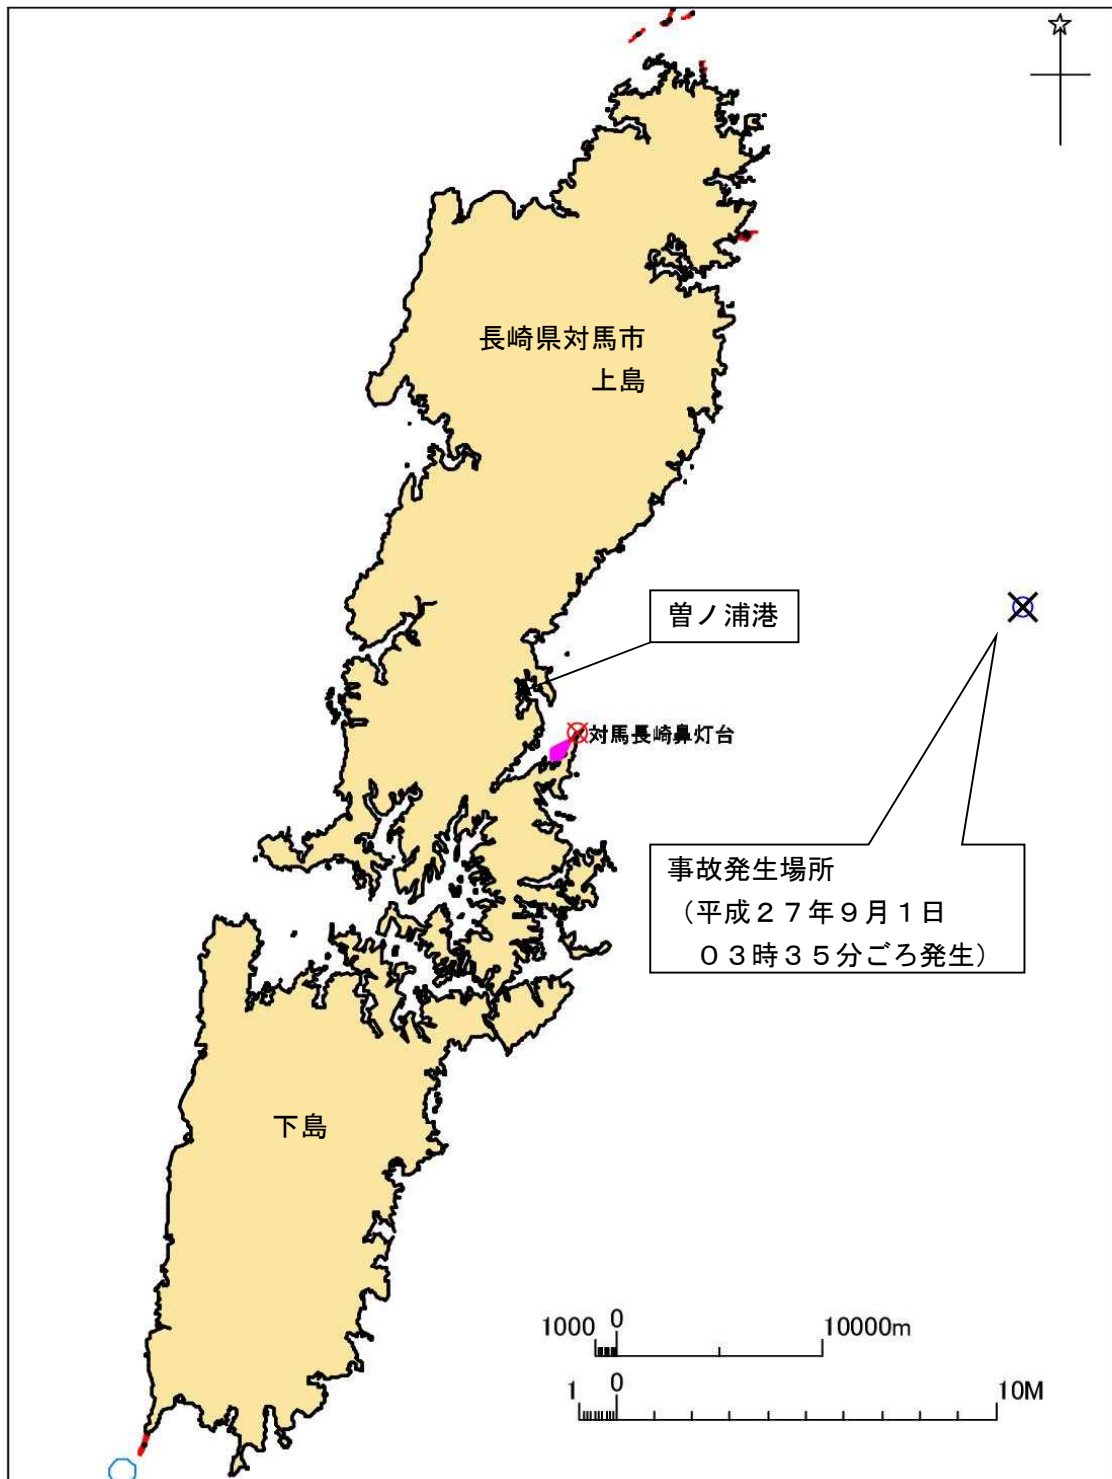 長崎県対馬市
上島
曽ノ浦港
対馬長崎鼻灯台
事故発生場所
(平成27年9月1日
03時35分ごろ発生)
下島
1000 0 10000m
1 0 10M